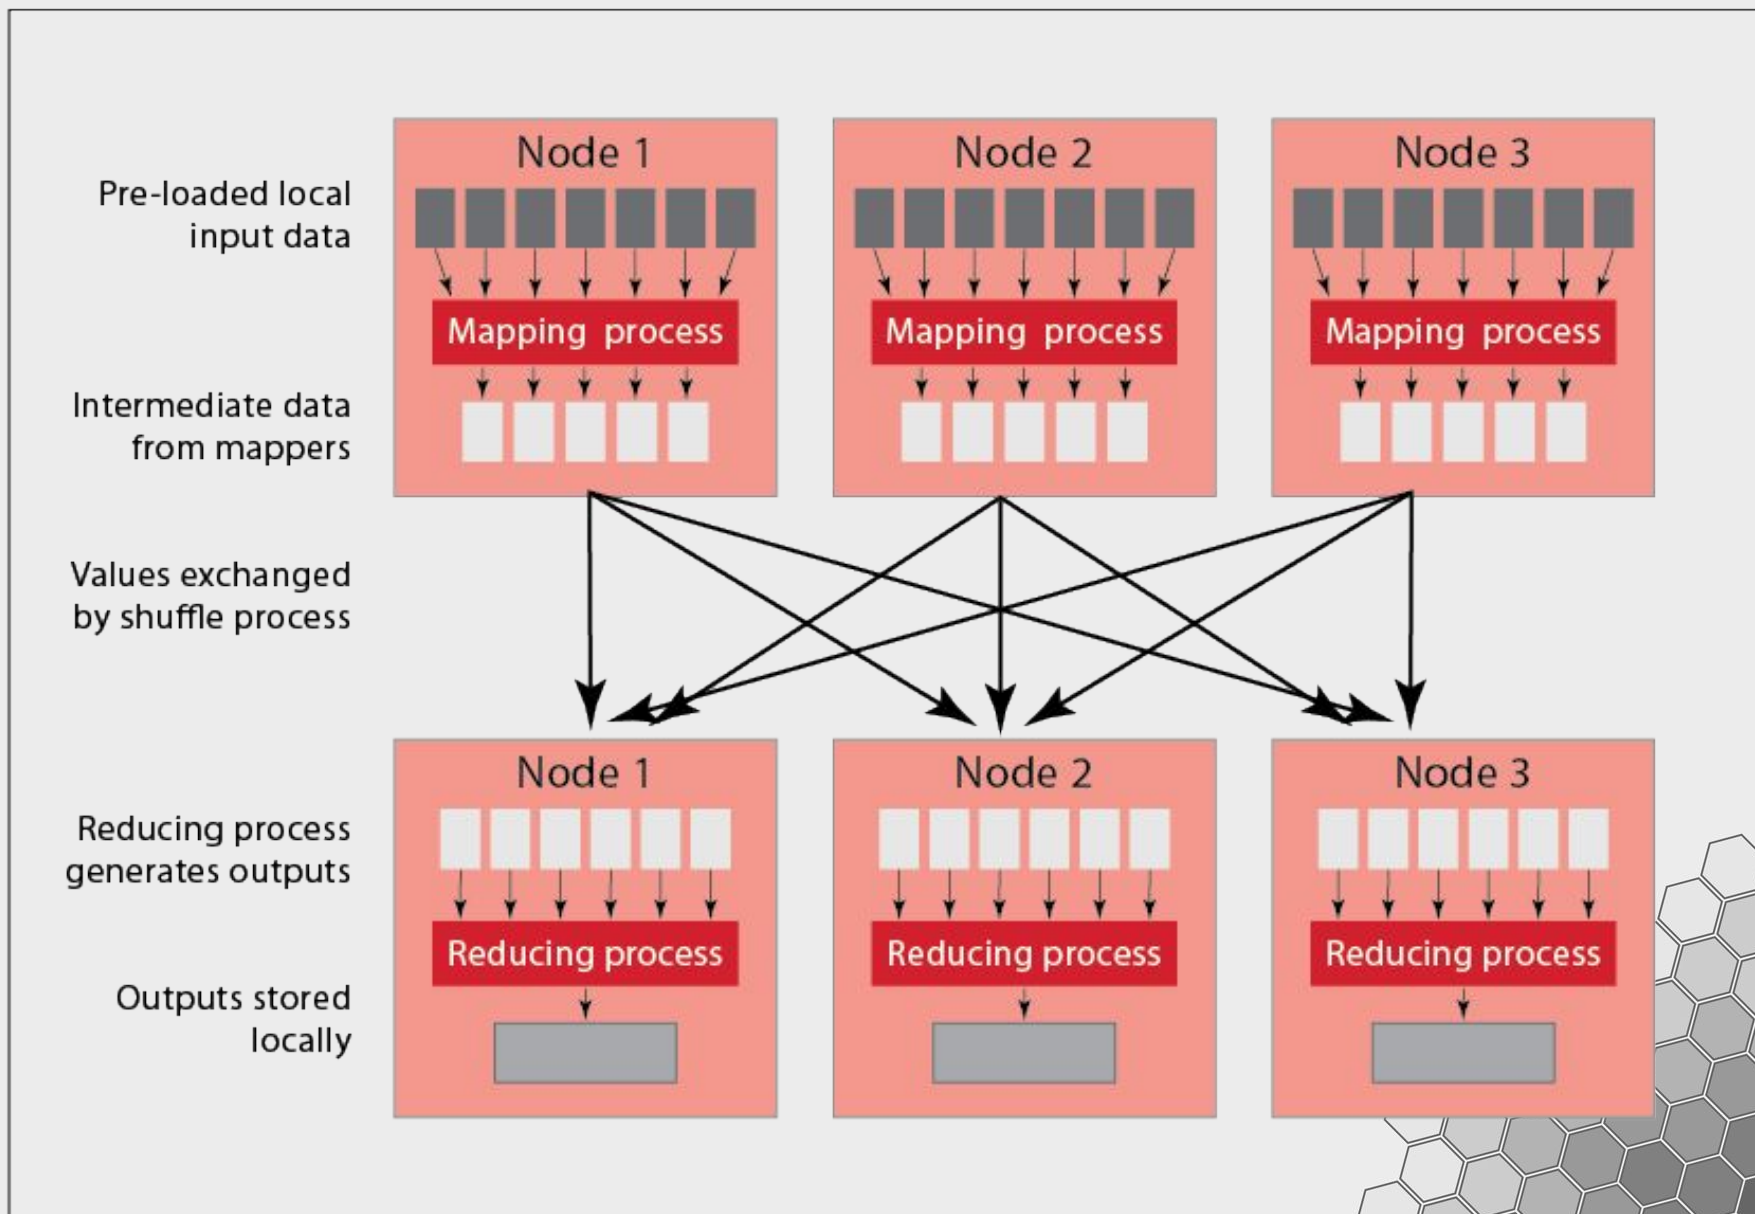 Node 1
Node 2
Node 3
Pre-loaded local
input data
Mapping process
Mapping process
Mapping process
Intermediate data
from mappers
Values exchanged
by shuffle process
Node 1
Node 2
Node 3
Reducing process
generates outputs
Reducing process
Reducing process
Reducing process
Outputs stored
locally